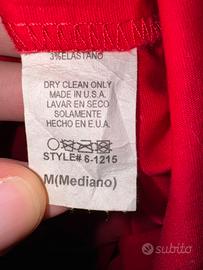 3% ELASTANO
DRY CLEAN ONLY
MADE IN U.S.A.
LAVAR EN SECO
SOLAMENTE
HECHO EN E.U.A.
STYLE# 6-1215
M(Mediano)
subito